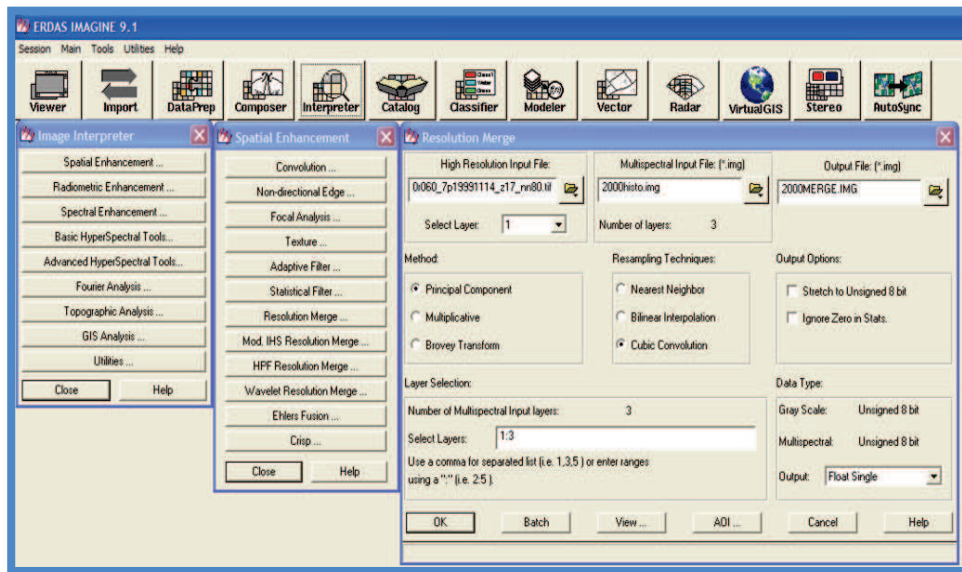 ERDAS IMAGINE 9.1
Session Main Tools Utilities Help
Viewer Import DataPrep Composer Interpreter Catalog Classifier Modeler Vector Radar VirtualGIS Stereo AutoSync
Image Interpreter
Spatial Enhancement ...
Radiometric Enhancement ...
Spectral Enhancement ...
Basic HyperSpectral Tools...
Advanced HyperSpectral Tools...
Fourier Analysis ...
Topographic Analysis ...
GIS Analysis ...
Utilities ...
Close Help
Spatial Enhancement
Convolution ...
Non-directional Edge ...
Focal Analysis ...
Texture ...
Adaptive Filter ...
Statistical Filter ...
Resolution Merge ...
Mod. IHS Resolution Merge ...
HPF Resolution Merge ...
Wavelet Resolution Merge ...
Ehlers Fusion ...
Crisp ...
Close Help
Resolution Merge
High Resolution Input File: Multispectral Input File: (*.img) Output File: (*.img)
0r060_7p19991114_z17_nn80.tif 2000histo.img 2000MERGE.IMG
Select Layer: 1 Number of layers: 3
Method: Resampling Techniques: Output Options:
Principal Component Nearest Neighbor Stretch to Unsigned 8 bit
Multiplicative Bilinear Interpolation Ignore Zero in Stats.
Brovey Transform Cubic Convolution
Layer Selection: Data Type:
Number of Multispectral Input layers: 3 Gray Scale: Unsigned 8 bit
Select Layers: 1:3 Multispectral: Unsigned 8 bit
Use a comma for separated list (i.e. 1,3,5 ) or enter ranges
using a ":" (i.e. 2:5 ). Output: Float Single
OK Batch View ... AOI ... Cancel Help